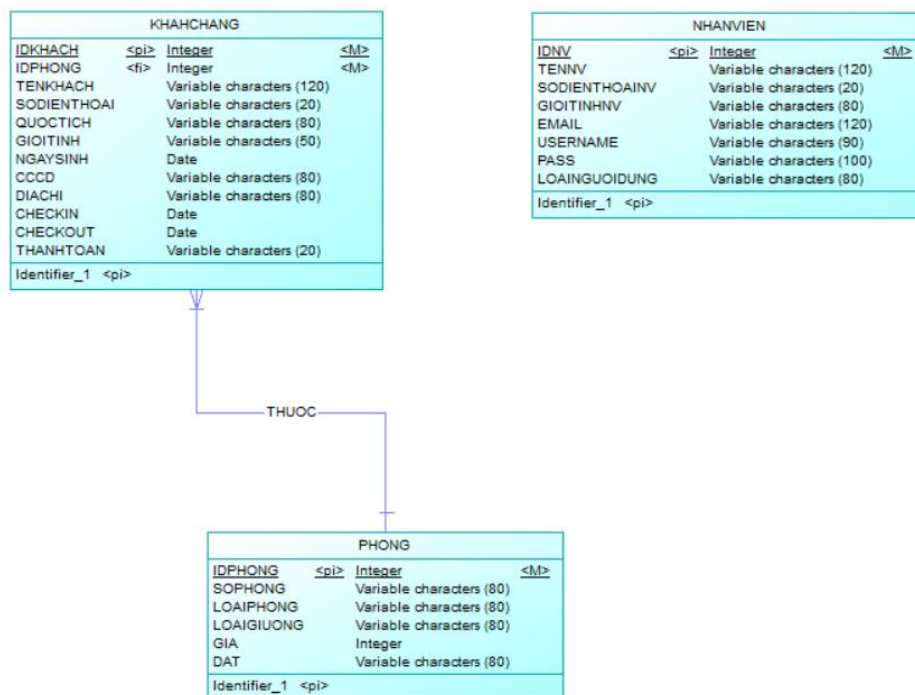 KHAHCHANG
IDKHACH <pi> Integer <M>
IDPHONG <fi> Integer <M>
TENKHACH Variable characters (120)
SODIENTHOAI Variable characters (20)
QUOCTICH Variable characters (80)
GIOITINH Variable characters (50)
NGAYSINH Date
CCCD Variable characters (80)
DIACHI Variable characters (80)
CHECKIN Date
CHECKOUT Date
THANHTOAN Variable characters (20)
Identifier_1 <pi>
NHANVIEN
IDNV <pi> Integer <M>
TENNV Variable characters (120)
SODIENTHOAINV Variable characters (20)
GIOITINHNV Variable characters (80)
EMAIL Variable characters (120)
USERNAME Variable characters (90)
PASS Variable characters (100)
LOAINGUOIDUNG Variable characters (80)
Identifier_1 <pi>
THUOC
PHONG
IDPHONG <pi> Integer <M>
SOPHONG Variable characters (80)
LOAIPHONG Variable characters (80)
LOAIGIUONG Variable characters (80)
GIA Integer
DAT Variable characters (80)
Identifier_1 <pi>